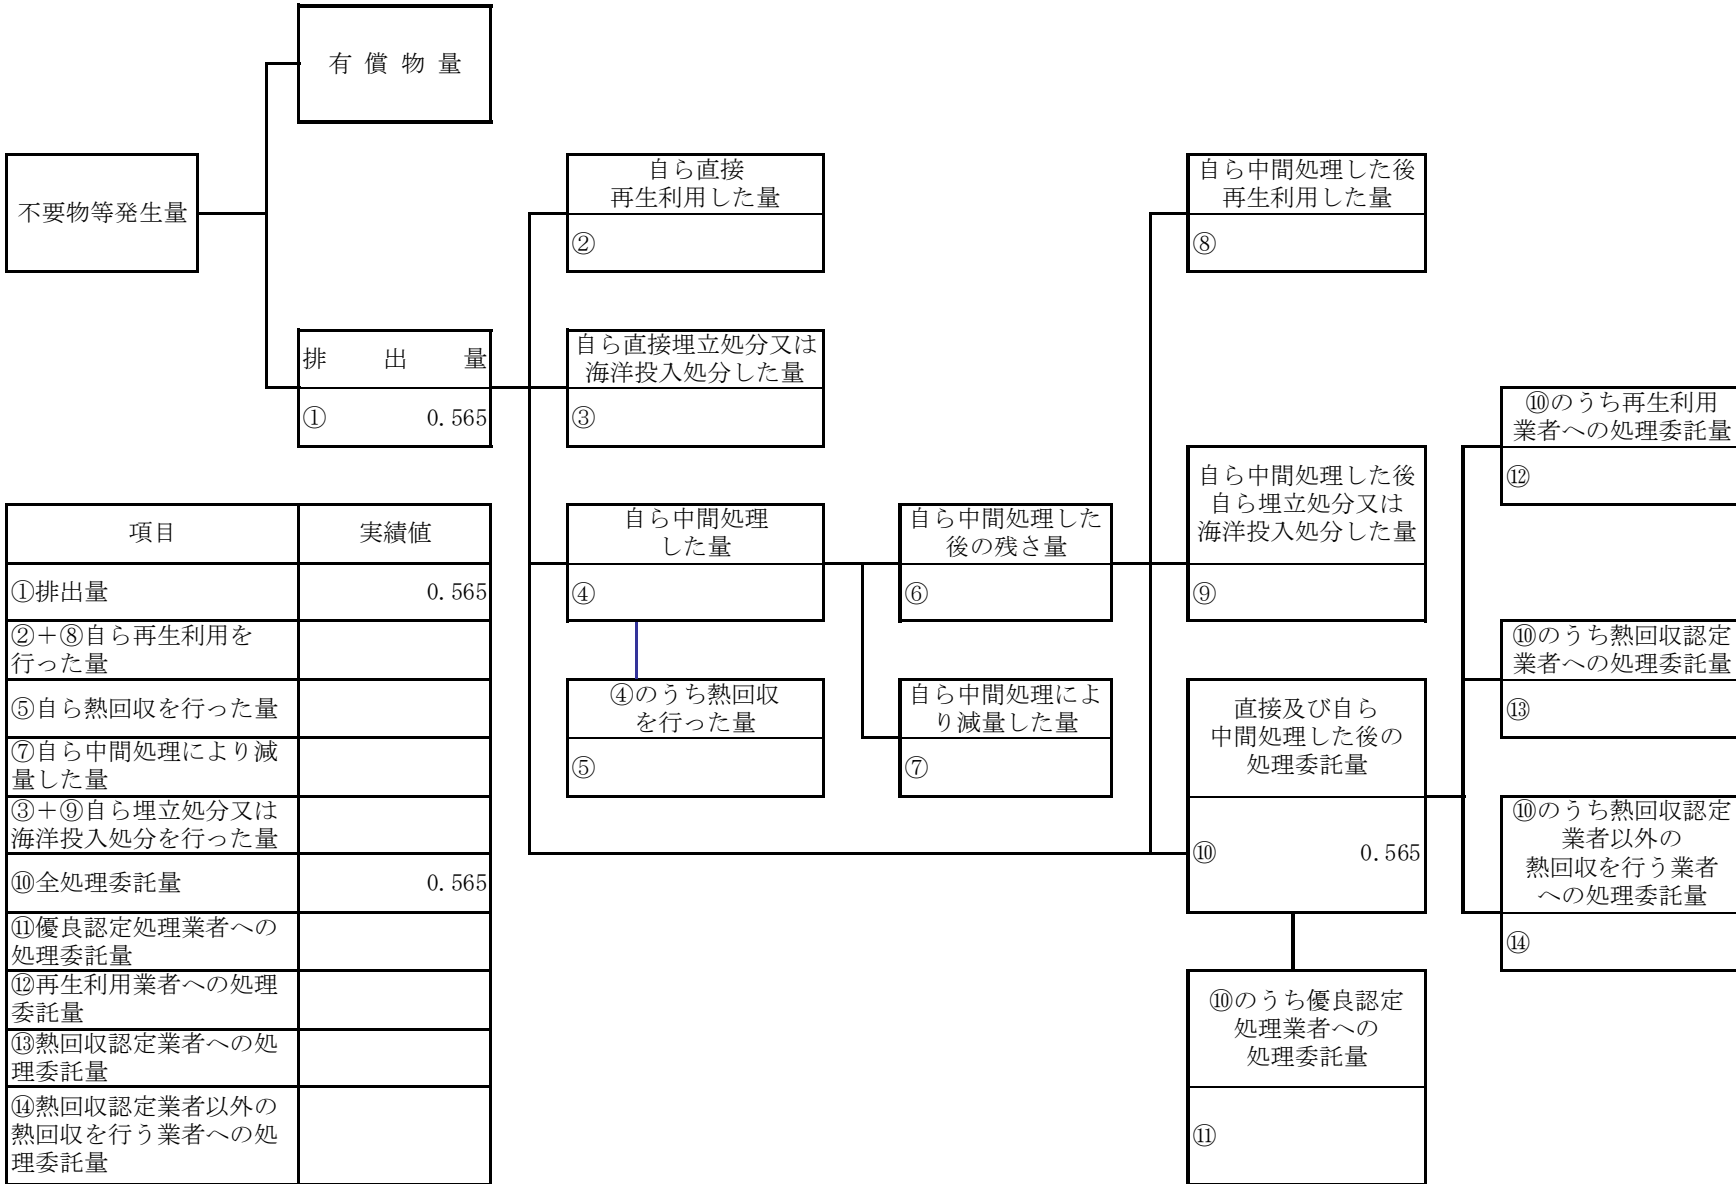 有 償 物 量
不要物等発生量
自ら直接
再生利用した量
②
自ら中間処理した後
再生利用した量
⑧
排 出 量
① 0.565
自ら直接埋立処分又は
海洋投入処分した量
③
⑩のうち再生利用
業者への処理委託量
⑫
自ら中間処理した後
自ら埋立処分又は
海洋投入処分した量
⑨
自ら中間処理
した量
④
自ら中間処理した
後の残さ量
⑥
⑩のうち熱回収認定
業者への処理委託量
⑬
④のうち熱回収
を行った量
⑤
自ら中間処理によ
り減量した量
⑦
直接及び自ら
中間処理した後の
処理委託量
⑩ 0.565
⑩のうち熱回収認定
業者以外の
熱回収を行う業者
への処理委託量
⑭
⑩のうち優良認定
処理業者への
処理委託量
⑪
項目 実績値
①排出量 0.565
②+⑧自ら再生利用を
行った量
⑤自ら熱回収を行った量
⑦自ら中間処理により減
量した量
③+⑨自ら埋立処分又は
海洋投入処分を行った量
⑩全処理委託量 0.565
⑪優良認定処理業者への
処理委託量
⑫再生利用業者への処理
委託量
⑬熱回収認定業者への処
理委託量
⑭熱回収認定業者以外の
熱回収を行う業者への処
理委託量